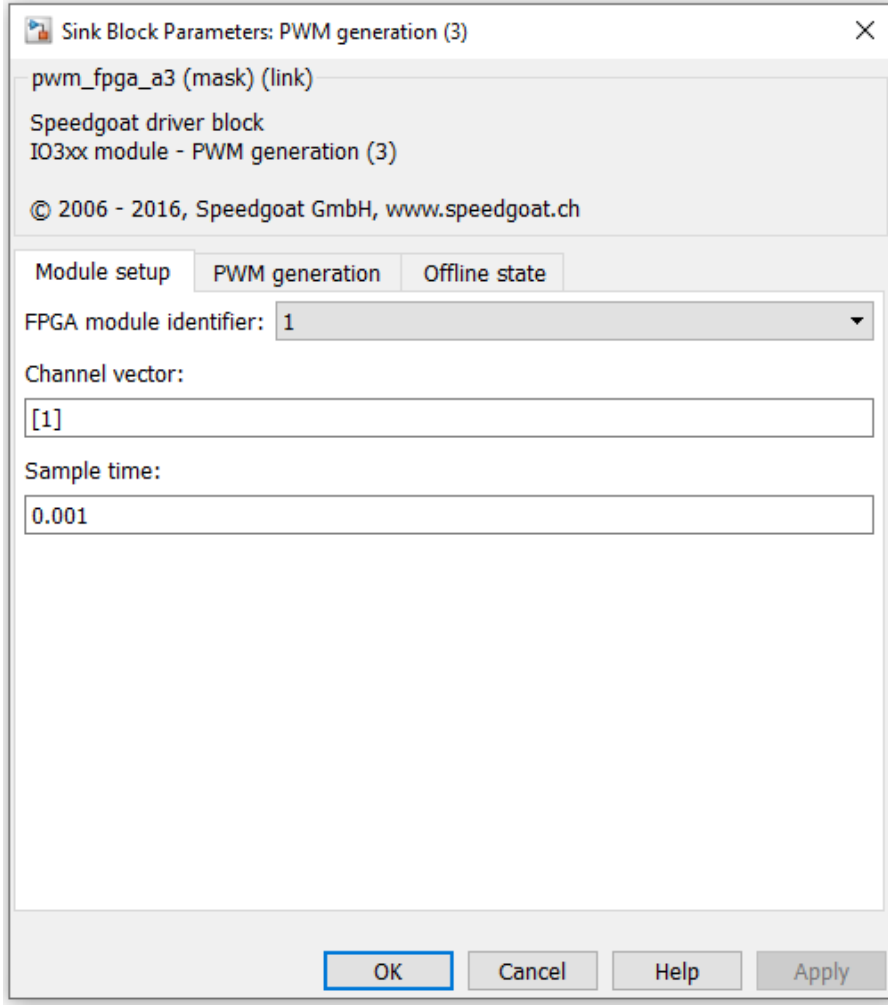 Sink Block Parameters: PWM generation (3)
pwm_fpga_a3 (mask) (link)
Speedgoat driver block
IO3xx module - PWM generation (3)
© 2006 - 2016, Speedgoat GmbH, www.speedgoat.ch
Module setup PWM generation Offline state
FPGA module identifier: 1
Channel vector:
[1]
Sample time:
0.001
OK Cancel Help Apply